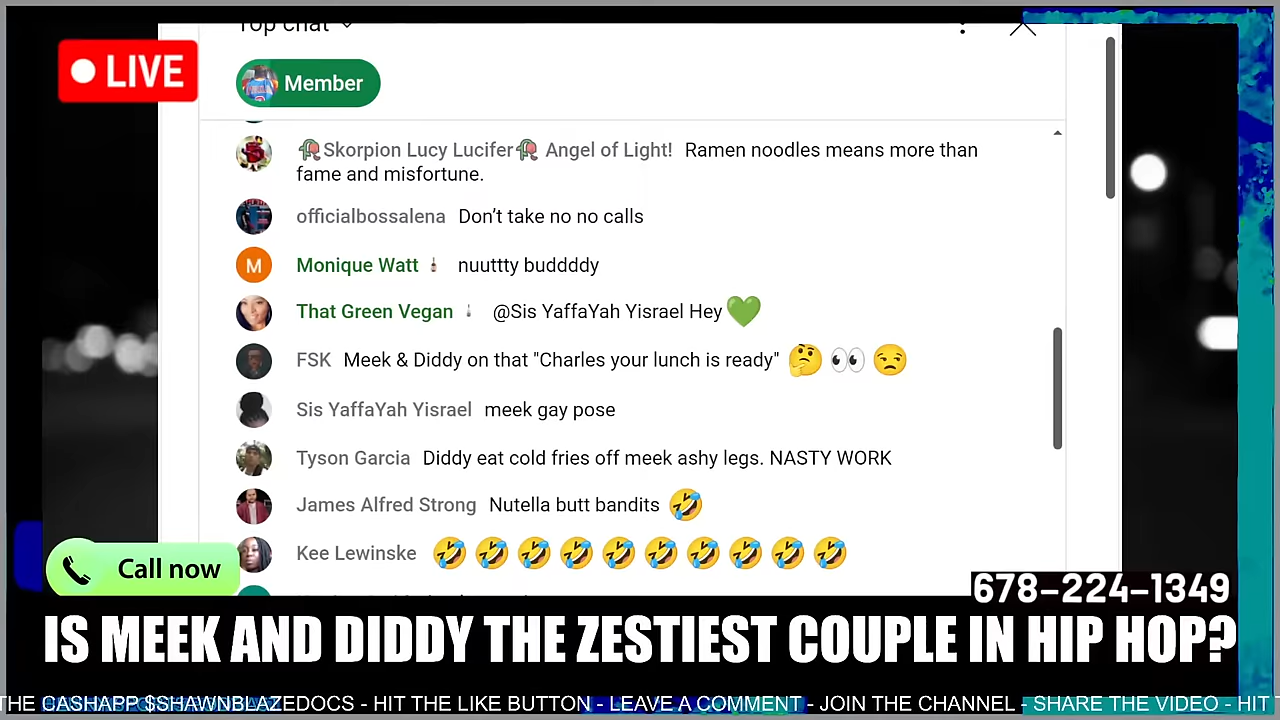 Top chat
LIVE
Member
Skorpion Lucy Lucifer Angel of Light! Ramen noodles means more than
fame and misfortune.
officialbossalena Don't take no no calls
M
Monique Watt nuuttty buddddy
That Green Vegan @Sis YaffaYah Yisrael Hey 💚
FSK Meek & Diddy on that "Charles your lunch is ready" 🤔 👀 😒
Sis YaffaYah Yisrael meek gay pose
Tyson Garcia Diddy eat cold fries off meek ashy legs. NASTY WORK
James Alfred Strong Nutella butt bandits 🤣
Kee Lewinske 🤣🤣🤣🤣🤣🤣🤣🤣🤣🤣
Call now
678-224-1349
IS MEEK AND DIDDY THE ZESTIEST COUPLE IN HIP HOP?
THE CASHAPP $SHAWNBLAZEDOCS - HIT THE LIKE BUTTON - LEAVE A COMMENT - JOIN THE CHANNEL - SHARE THE VIDEO - HIT